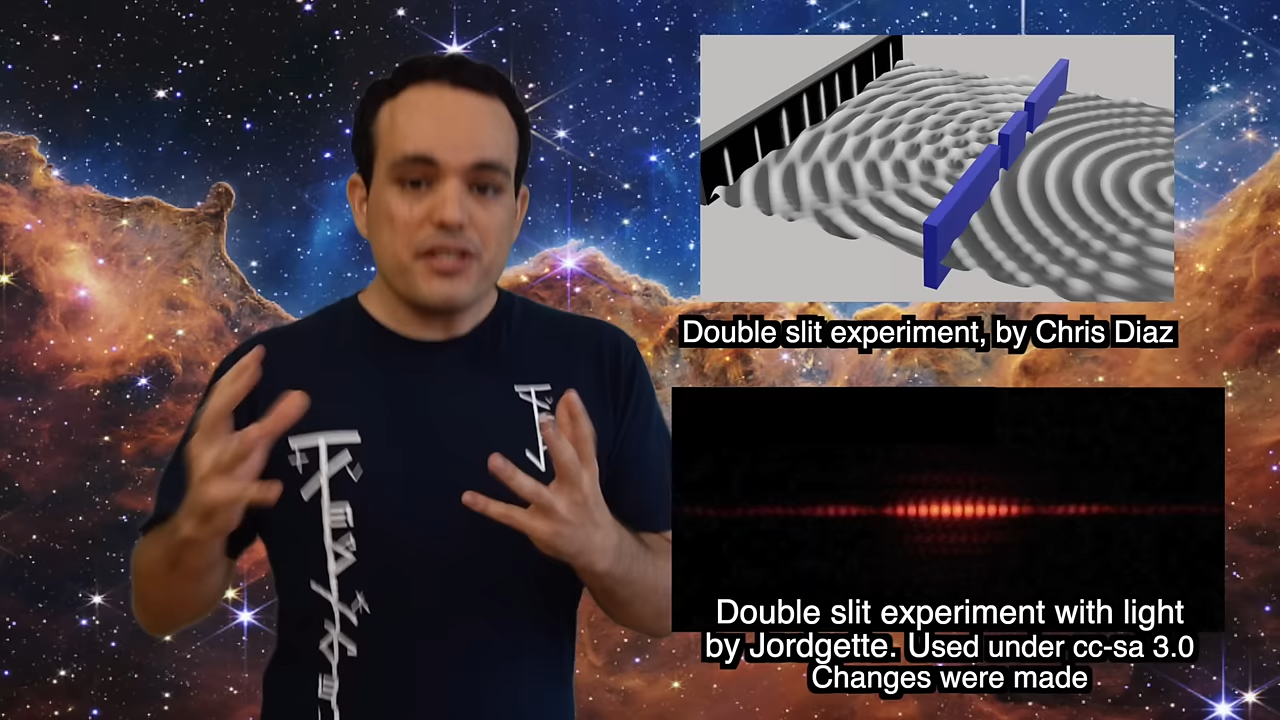 Double slit experiment, by Chris Diaz
Double slit experiment with light
by Jordgette. Used under cc-sa 3.0
Changes were made